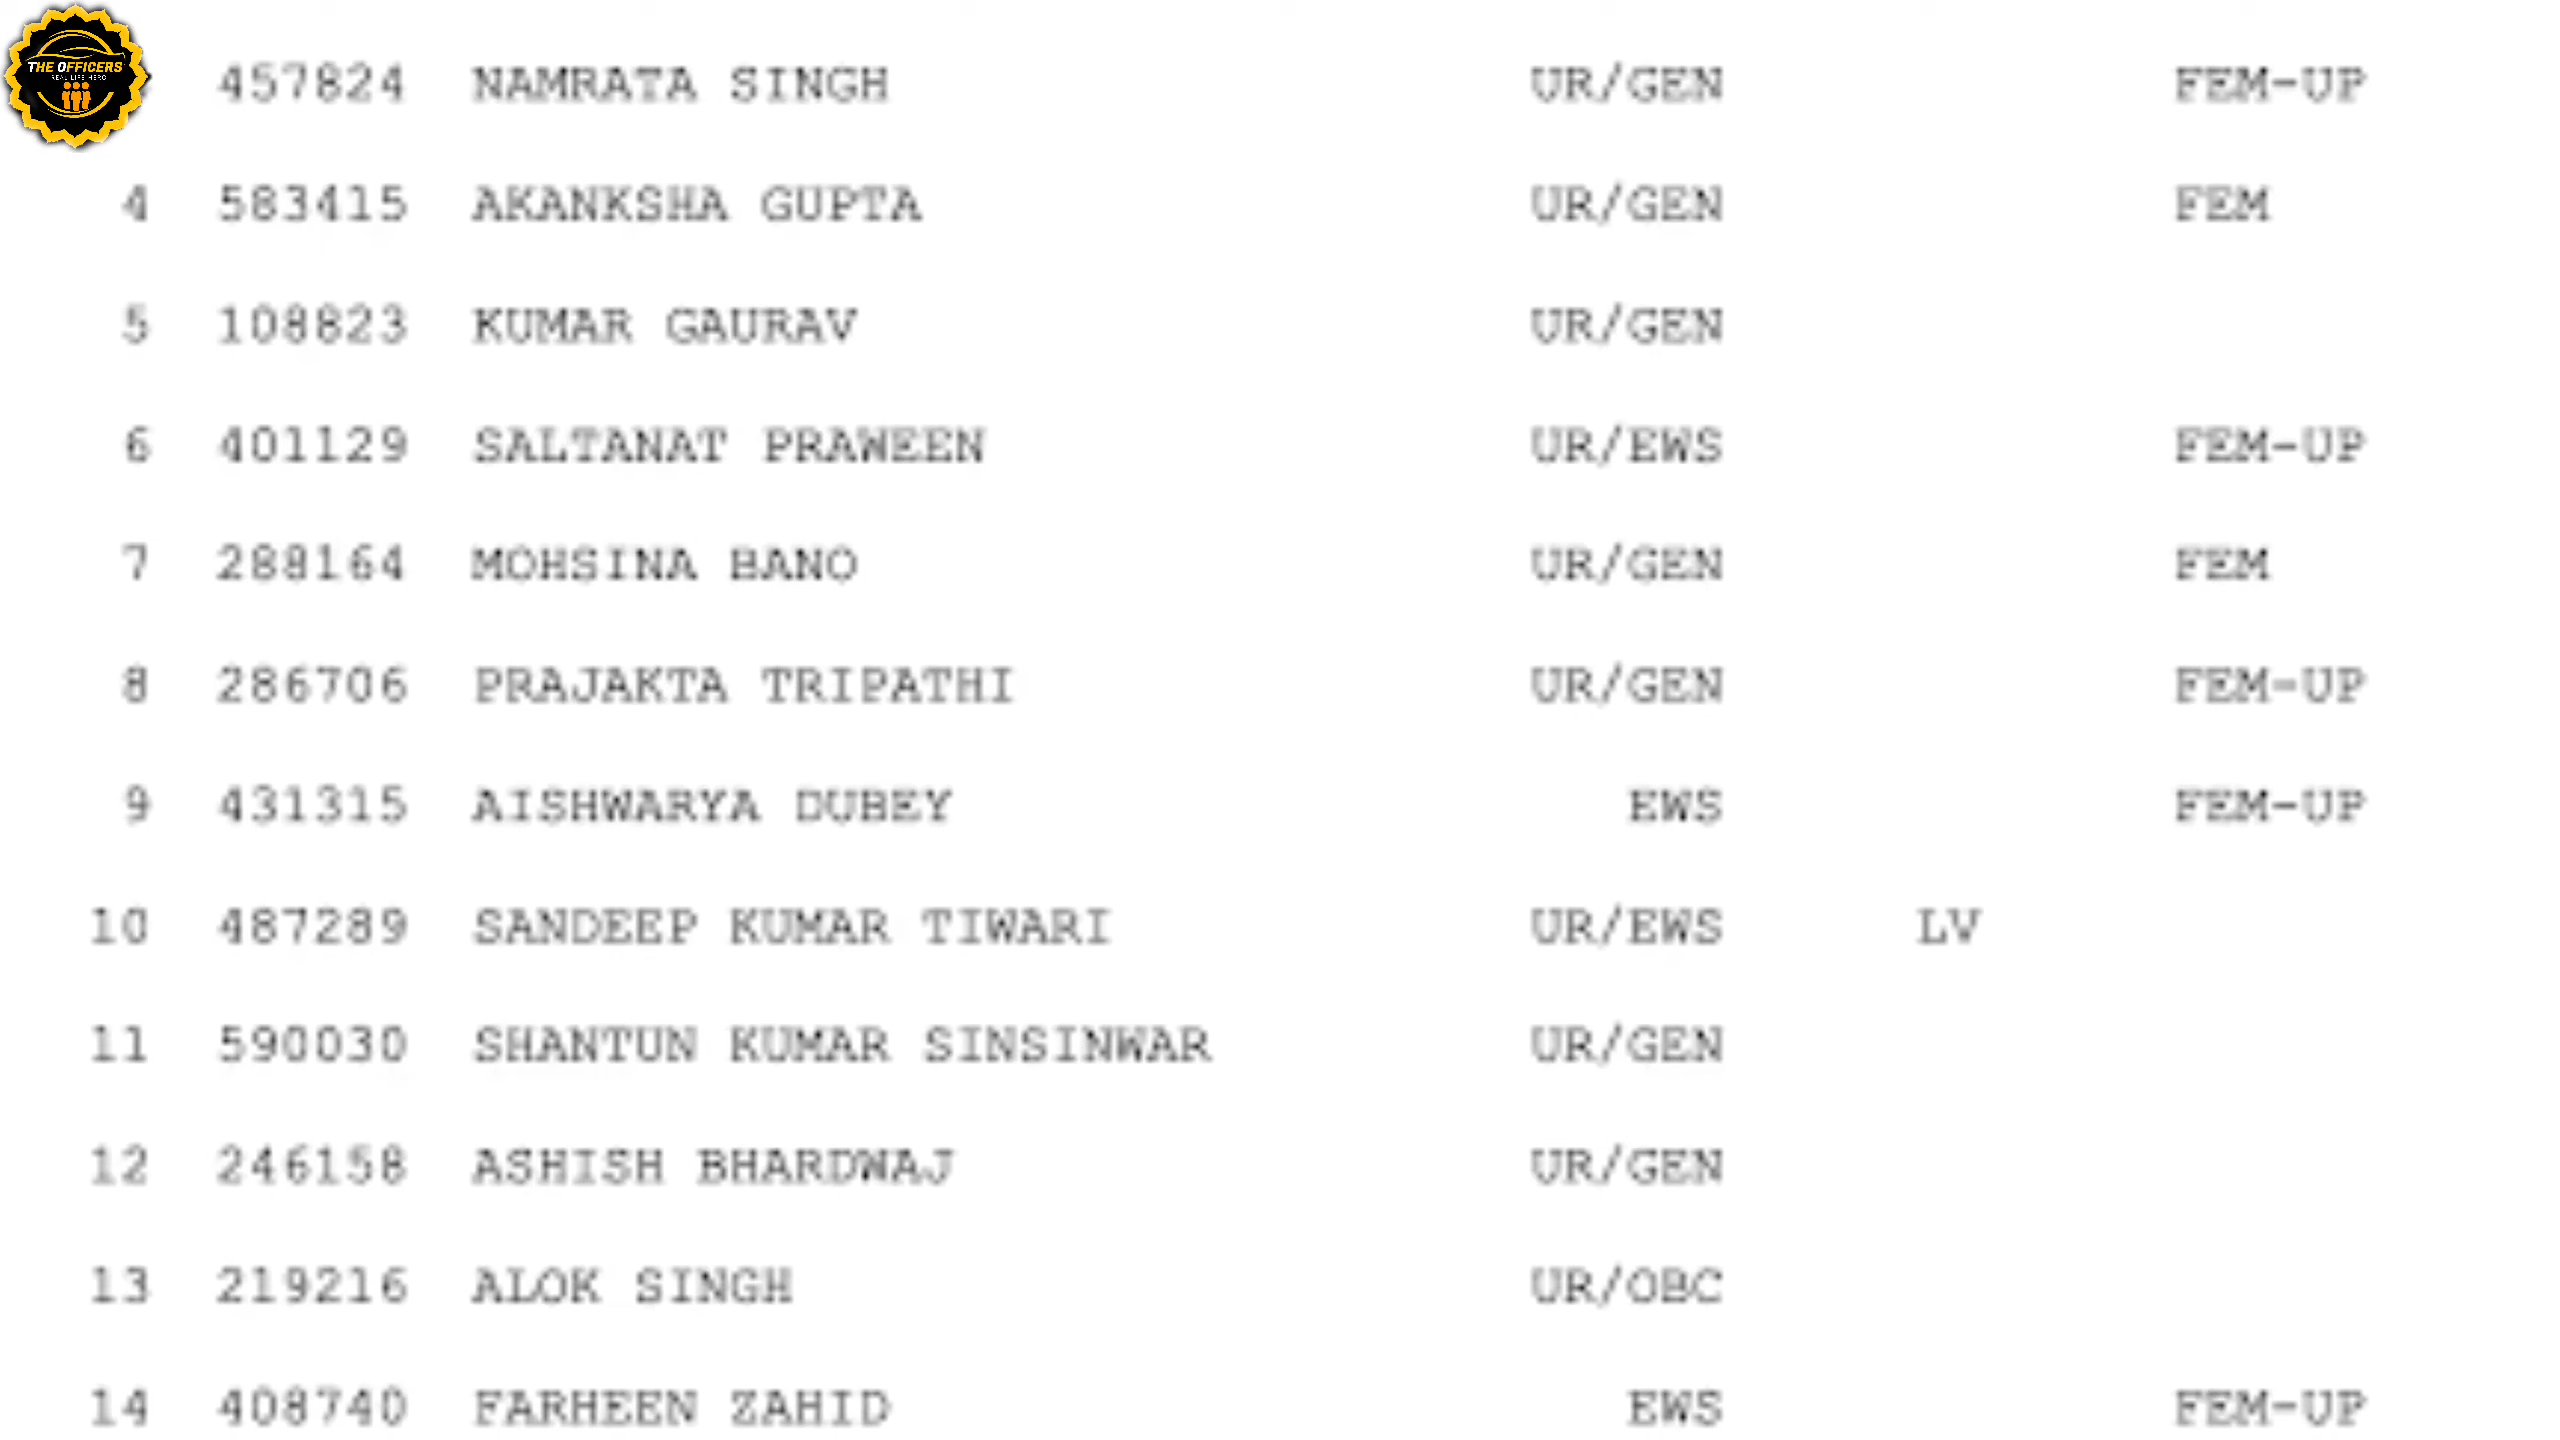 THE OFFICERS
REAL LIFE HERO
457824 NAMRATA SINGH UR/GEN FEM-UP
4 583415 AKANKSHA GUPTA UR/GEN FEM
5 108823 KUMAR GAURAV UR/GEN
6 401129 SALTANAT PRAWEEN UR/EWS FEM-UP
7 288164 MOHSINA BANO UR/GEN FEM
8 286706 PRAJAKTA TRIPATHI UR/GEN FEM-UP
9 431315 AISHWARYA DUBEY EWS FEM-UP
10 487289 SANDEEP KUMAR TIWARI UR/EWS LV
11 590030 SHANTUN KUMAR SINSINWAR UR/GEN
12 246158 ASHISH BHARDWAJ UR/GEN
13 219216 ALOK SINGH UR/OBC
14 408740 FARHEEN ZAHID EWS FEM-UP